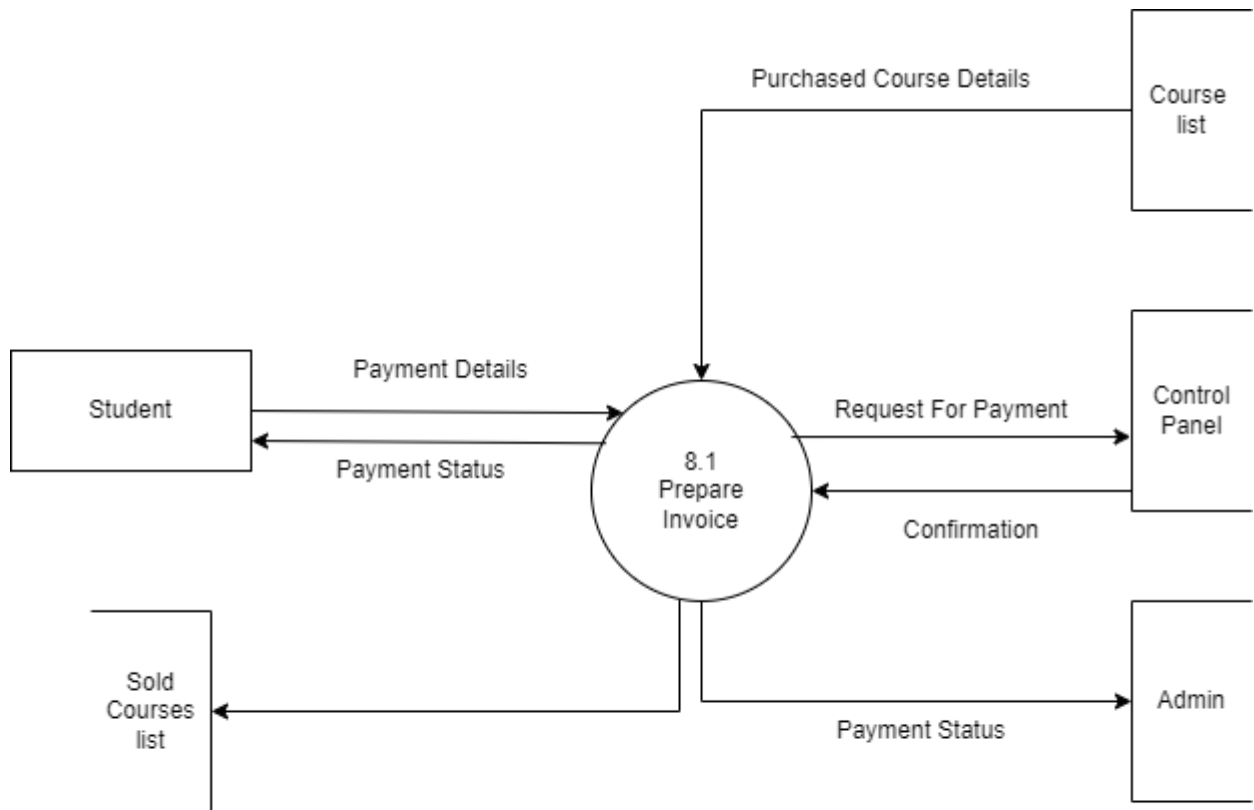 Purchased Course Details
Course
list
Payment Details
Student
Payment Status
Request For Payment
Control
Panel
8.1
Prepare
Invoice
Confirmation
Sold
Courses
list
Admin
Payment Status